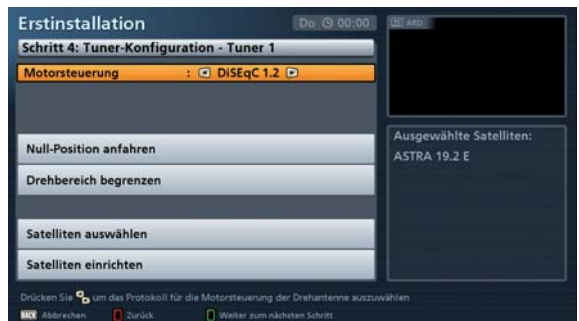 Erstinstallation
Do. 00:00
ARD
Schritt 4: Tuner-Konfiguration - Tuner 1
Motorsteuerung : DiSEqC 1.2
Ausgewählte Satelliten:
ASTRA 19.2 E
Null-Position anfahren
Drehbereich begrenzen
Satelliten auswählen
Satelliten einrichten
Drücken Sie um das Protokoll für die Motorsteuerung der Drehantenne auszuwählen
BACK Abbrechen Zurück Weiter zum nächsten Schritt